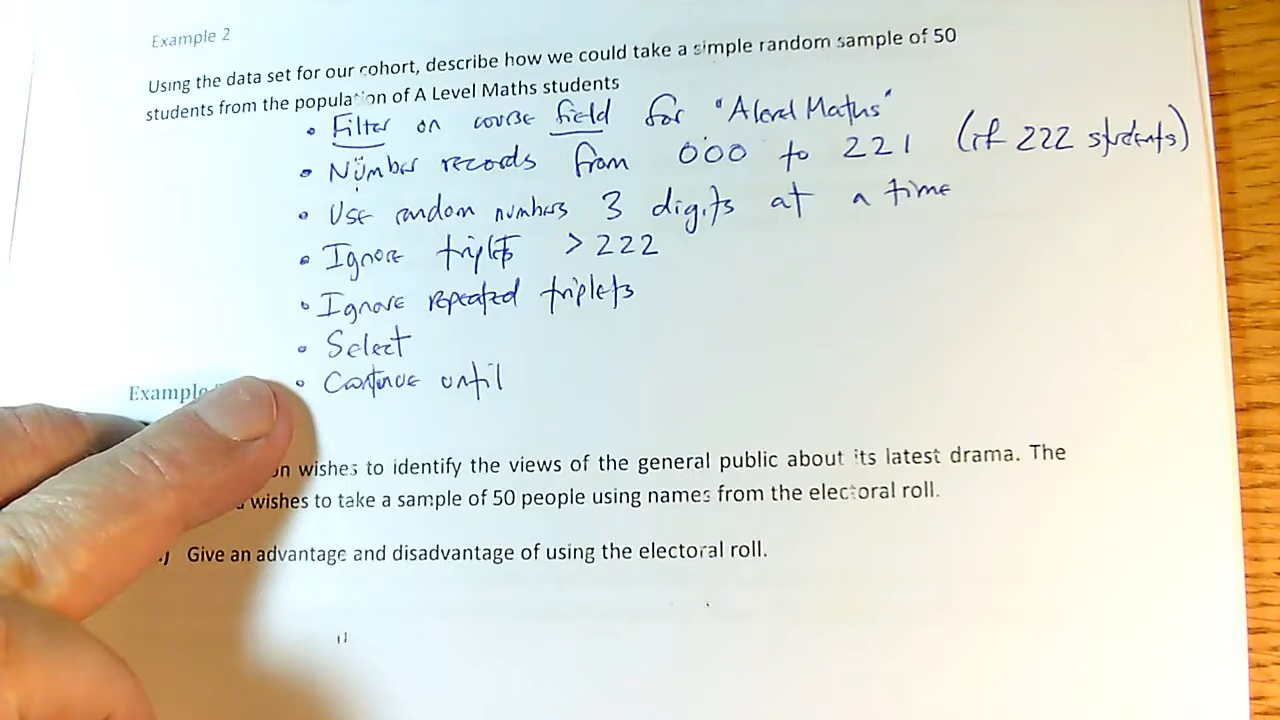 Example 2
Using the data set for our cohort, describe how we could take a simple random sample of 50
students from the population of A Level Maths students
• Filter on course field for "A level Maths"
• Number records from 000 to 221 (if 222 students)
• Use random numbers 3 digits at a time
• Ignore triplets > 222
• Ignore repeated triplets
• Select
• Continue until
Example
wishes to identify the views of the general public about its latest drama. The
wishes to take a sample of 50 people using names from the electoral roll.
Give an advantage and disadvantage of using the electoral roll.